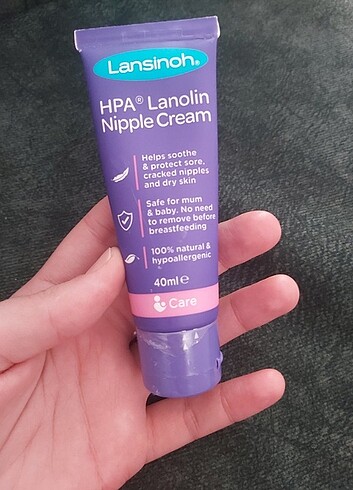 Lansinoh®
HPA® Lanolin
Nipple Cream
Helps soothe
& protect sore,
cracked nipples
and dry skin
Safe for mum
& baby. No need
to remove before
breastfeeding
100% natural &
hypoallergenic
40ml e
Care